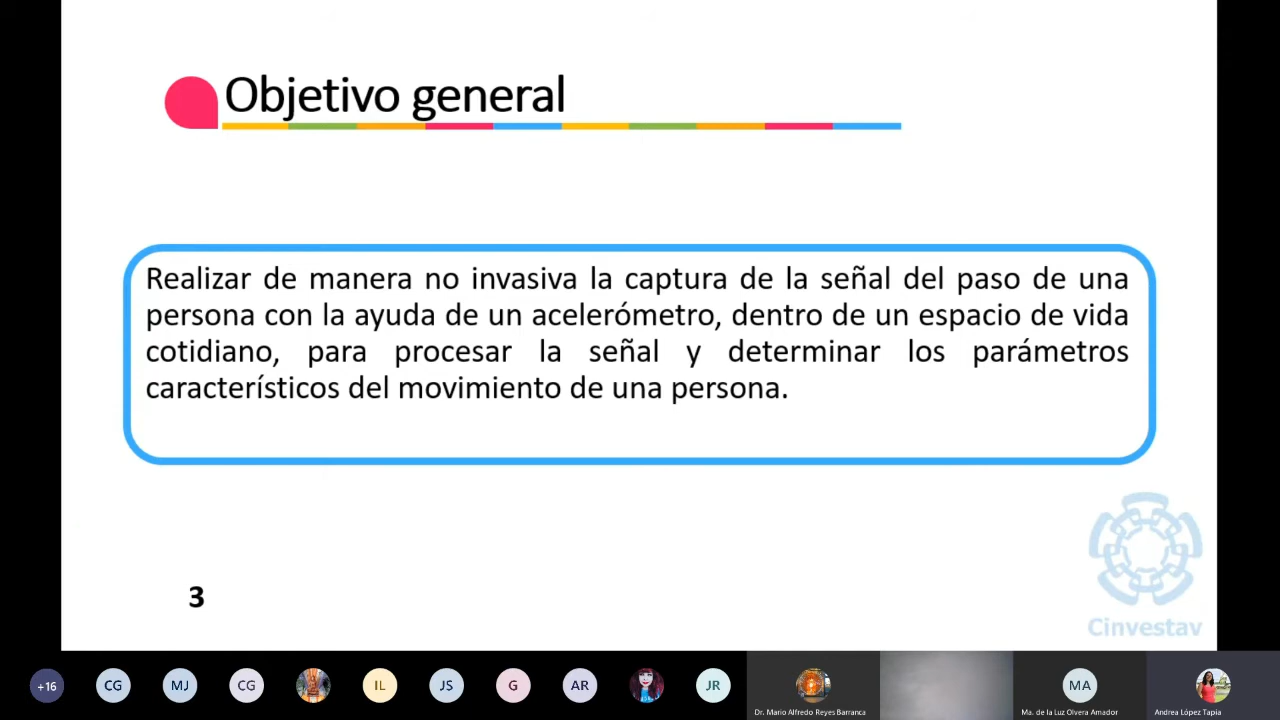 Objetivo general
Realizar de manera no invasiva la captura de la señal del paso de una
persona con la ayuda de un acelerómetro, dentro de un espacio de vida
cotidiano, para procesar la señal y determinar los parámetros
característicos del movimiento de una persona.
3
Cinvestav
+16 CG MJ CG IL JS G AR JR MA
Dr. Mario Alfredo Reyes Barranca Ma. de la Luz Olvera Amador Andrea López Tapia